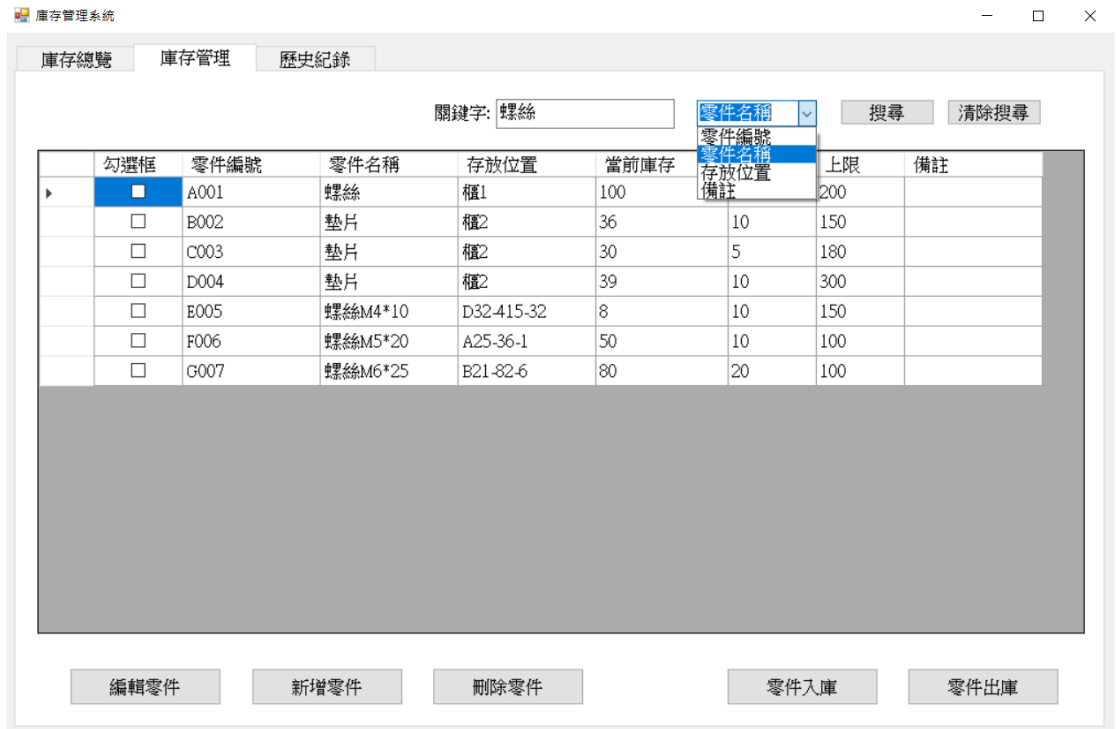 庫存管理系統
庫存總覽 庫存管理 歷史紀錄
關鍵字: 螺絲 零件名稱 搜尋 清除搜尋
零件編號
零件名稱
存放位置
備註
勾選框 零件編號 零件名稱 存放位置 當前庫存 上限 備註
A001 螺絲 櫃1 100 200
B002 墊片 櫃2 36 10 150
C003 墊片 櫃2 30 5 180
D004 墊片 櫃2 39 10 300
E005 螺絲M4*10 D32-415-32 8 10 150
F006 螺絲M5*20 A25-36-1 50 10 100
G007 螺絲M6*25 B21-82-6 80 20 100
編輯零件 新增零件 刪除零件 零件入庫 零件出庫